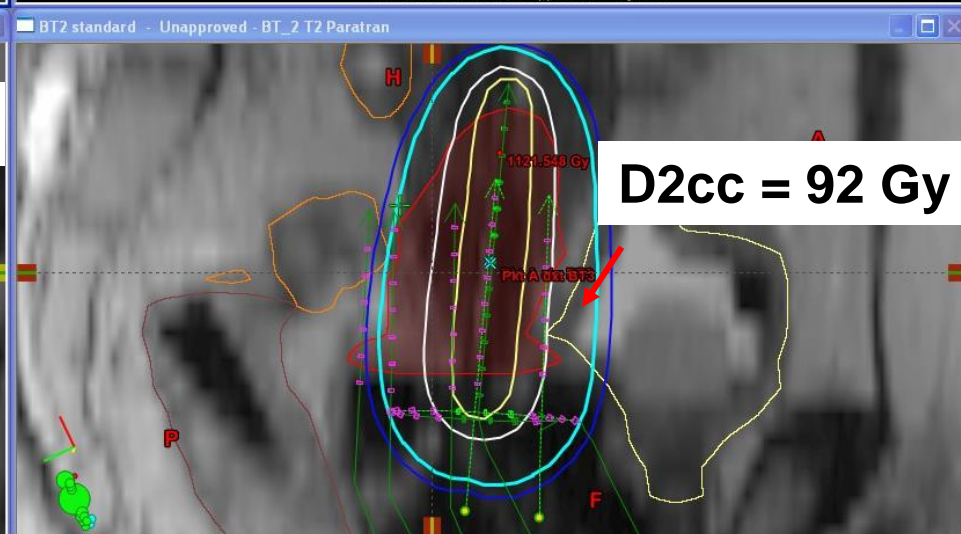 BT2 standard - Unapproved - BT_2 T2 Paratran
H
A
1121.548 Gy
D2cc = 92 Gy
P
F